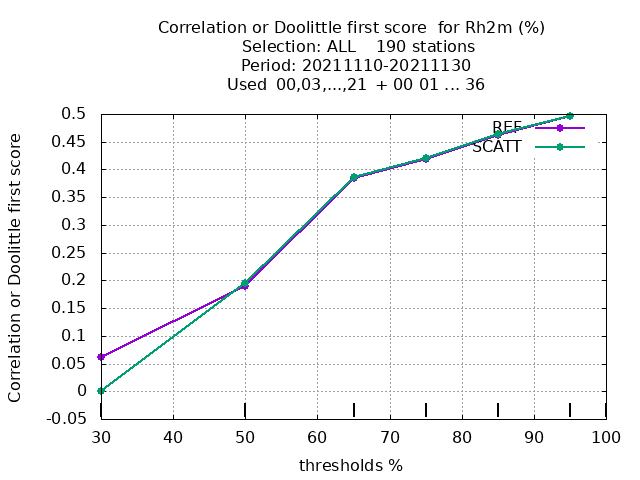 Correlation or Doolittle first score  for Rh2m (%)
Selection: ALL    190 stations
Period: 20211110-20211130
Used  00,03,...,21  + 00 01 ... 36
Correlation or Doolittle first score
0.5
0.45
0.4
0.35
0.3
0.25
0.2
0.15
0.1
0.05
0
-0.05
REF
SCATT
30 40 50 60 70 80 90 100
thresholds %